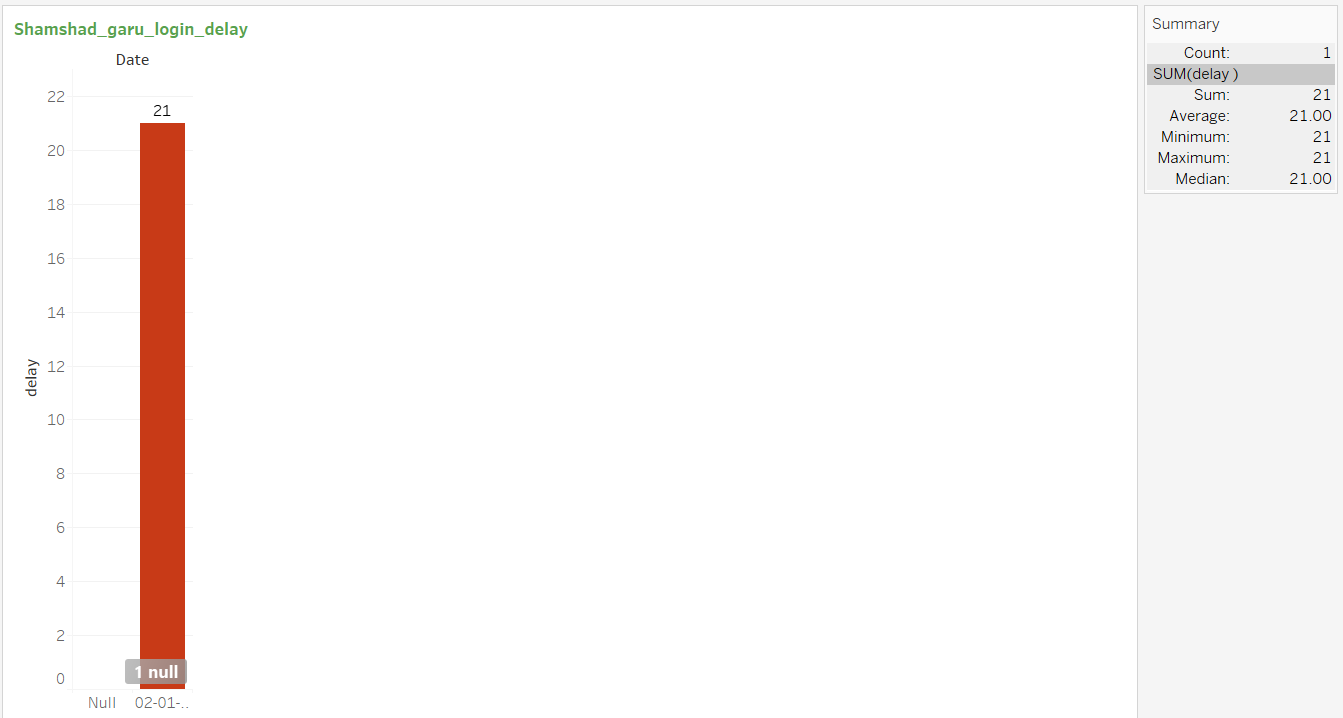 Shamshad_garu_login_delay
Date
22
21
20
18
16
14
12
10
8
6
4
2
0
delay
1 null
Null 02-01-..
Summary
Count: 1
SUM(delay )
Sum: 21
Average: 21.00
Minimum: 21
Maximum: 21
Median: 21.00